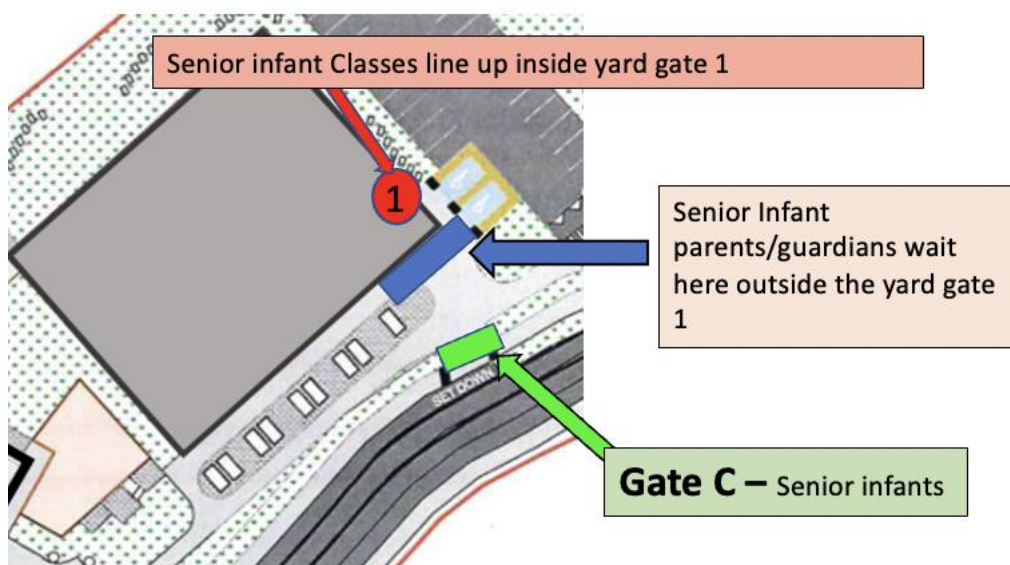 Senior infant Classes line up inside yard gate 1
1
Senior Infant
parents/guardians wait
here outside the yard gate
1
SET DOWN
Gate C – Senior infants